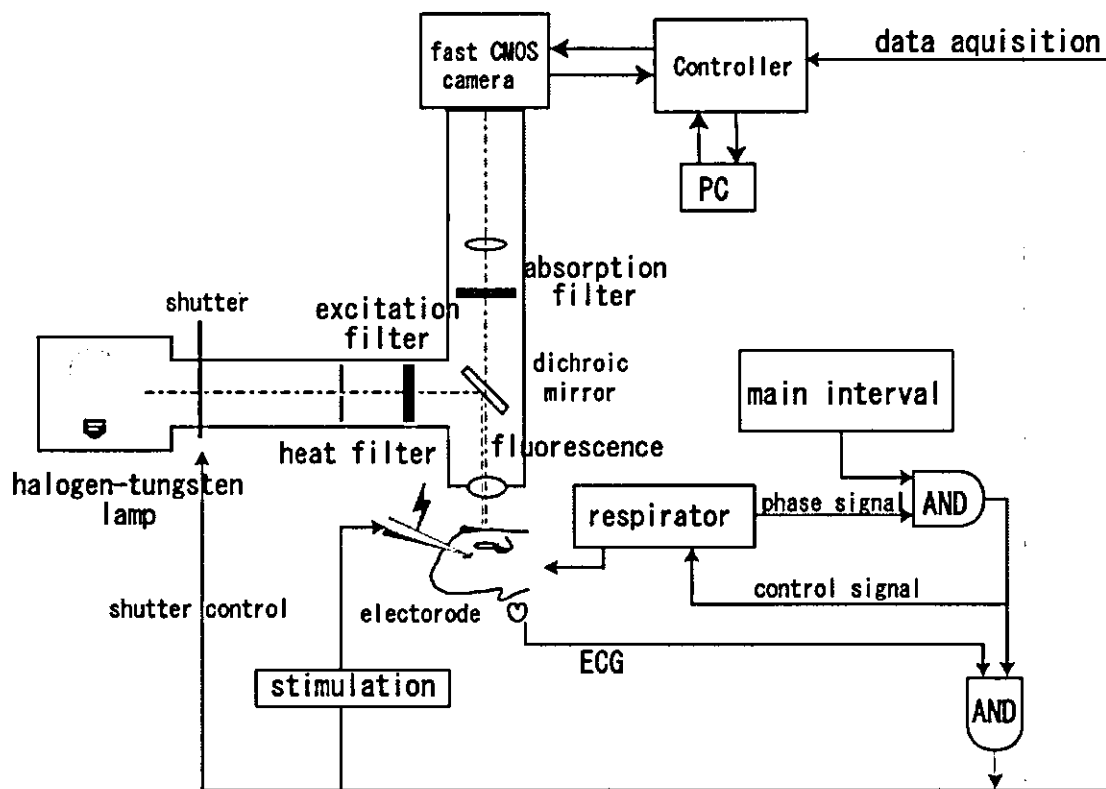 fast CMOS
camera
Controller
data aquisition
PC
absorption
filter
shutter
excitation
filter
dichroic
mirror
main interval
heat filter
fluorescence
halogen-tungsten
lamp
respirator
phase signal
AND
shutter control
electorode
control signal
ECG
stimulation
AND